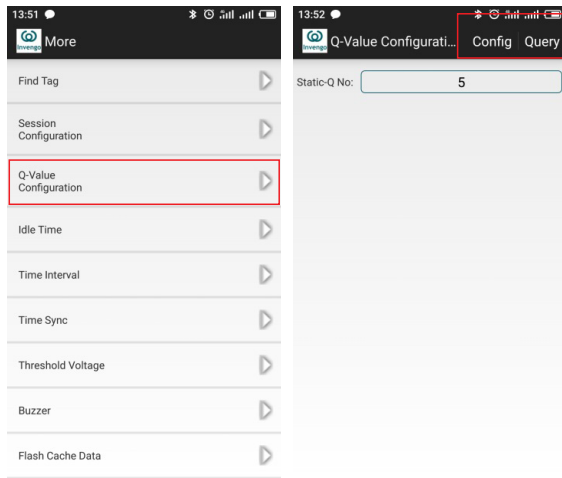 13:51
Invengo
More
Find Tag
Session
Configuration
Q-Value
Configuration
Idle Time
Time Interval
Time Sync
Threshold Voltage
Buzzer
Flash Cache Data
13:52
Invengo
Q-Value Configurati... Config Query
Static-Q No: 5